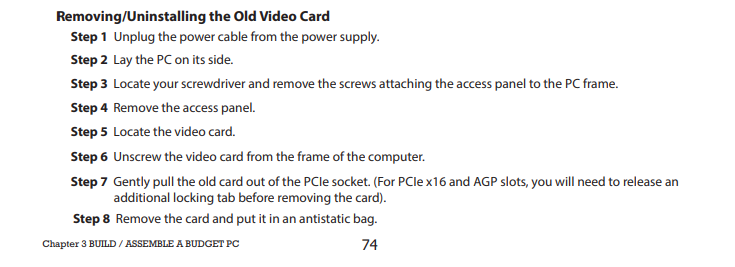 Removing/Uninstalling the Old Video Card
Step 1 Unplug the power cable from the power supply.
Step 2 Lay the PC on its side.
Step 3 Locate your screwdriver and remove the screws attaching the access panel to the PC frame.
Step 4 Remove the access panel.
Step 5 Locate the video card.
Step 6 Unscrew the video card from the frame of the computer.
Step 7 Gently pull the old card out of the PCIe socket. (For PCIe x16 and AGP slots, you will need to release an
additional locking tab before removing the card).
Step 8 Remove the card and put it in an antistatic bag.
Chapter 3 BUILD / ASSEMBLE A BUDGET PC 74